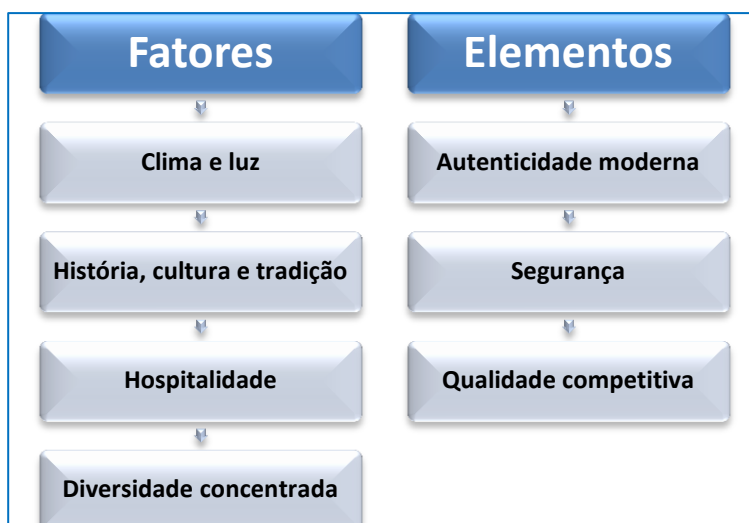 Fatores
Clima e luz
História, cultura e tradição
Hospitalidade
Diversidade concentrada
Elementos
Autenticidade moderna
Segurança
Qualidade competitiva